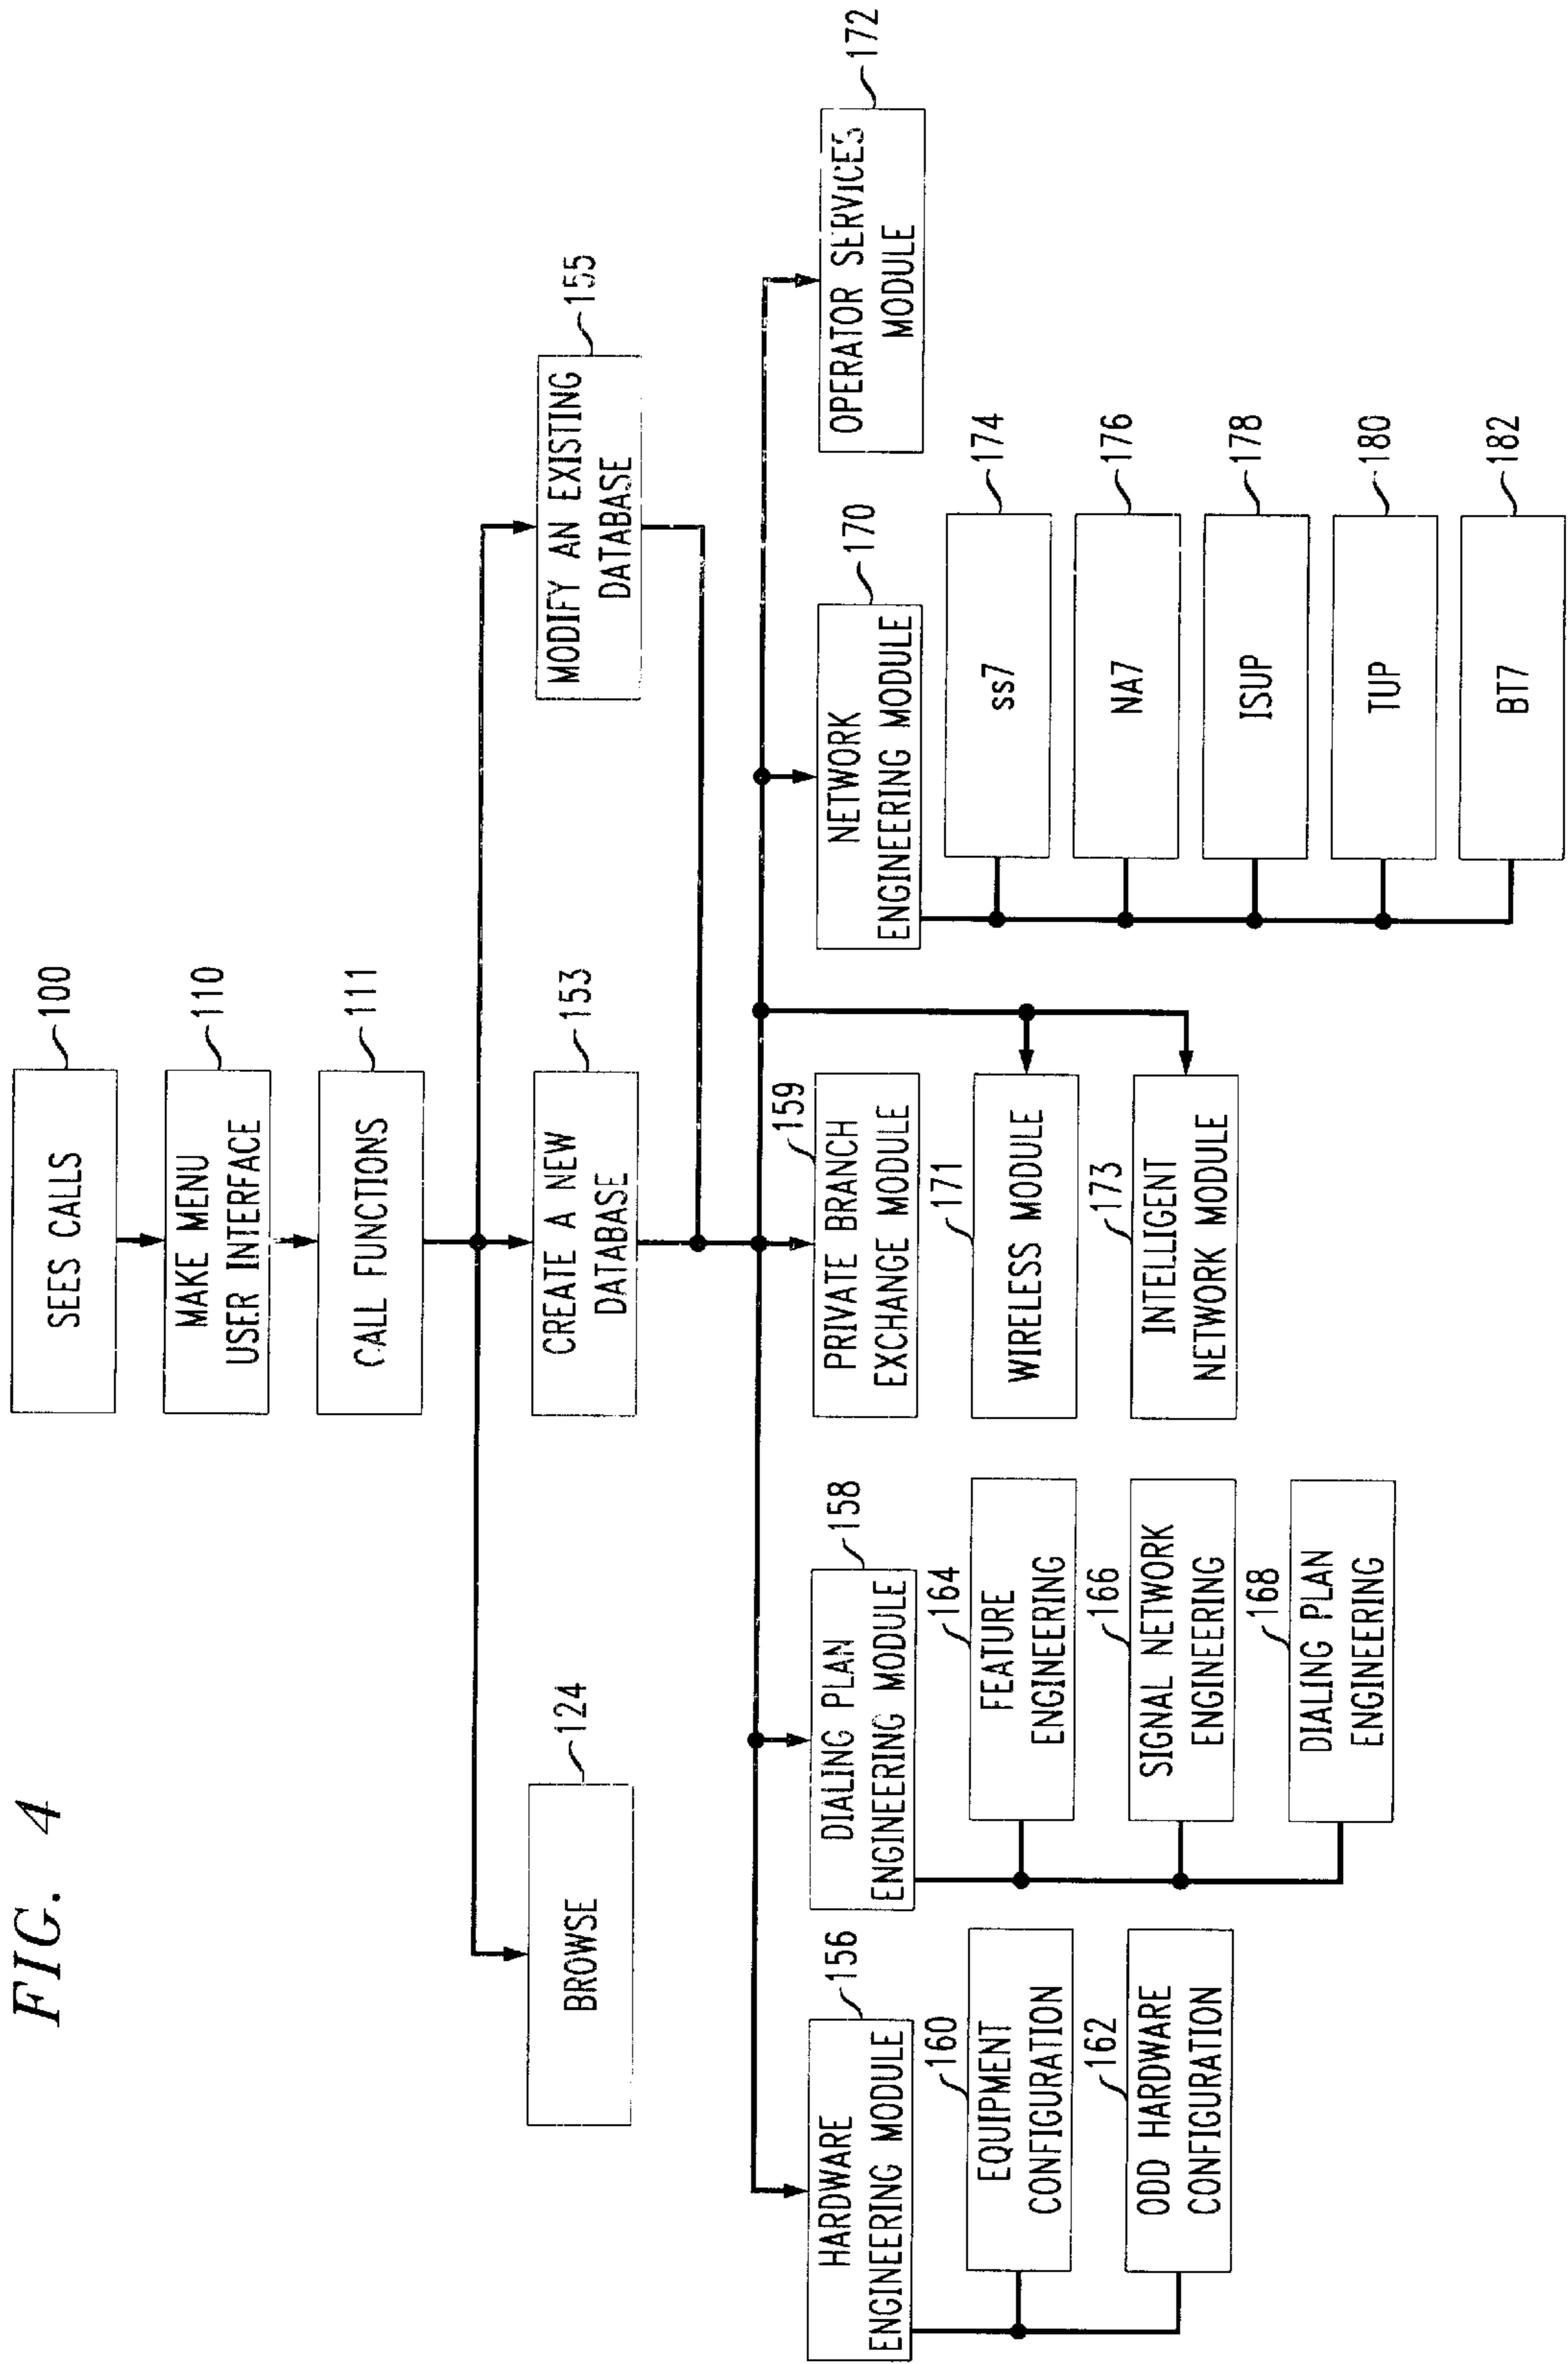 FIG. 4
SEES CALLS
100
MAKE MENU
USER INTERFACE
110
CALL FUNCTIONS
111
BROWSE
124
CREATE A NEW
DATABASE
153
MODIFY AN EXISTING
DATABASE
155
HARDWARE
ENGINEERING MODULE
156
160
EQUIPMENT
CONFIGURATION
162
ODD HARDWARE
CONFIGURATION
DIALING PLAN
ENGINEERING MODULE
158
164
FEATURE
ENGINEERING
166
SIGNAL NETWORK
ENGINEERING
168
DIALING PLAN
ENGINEERING
159
PRIVATE BRANCH
EXCHANGE MODULE
171
WIRELESS MODULE
173
INTELLIGENT
NETWORK MODULE
NETWORK
ENGINEERING MODULE
170
ss7
174
NA7
176
ISUP
178
TUP
180
BT7
182
OPERATOR SERVICES
MODULE
172